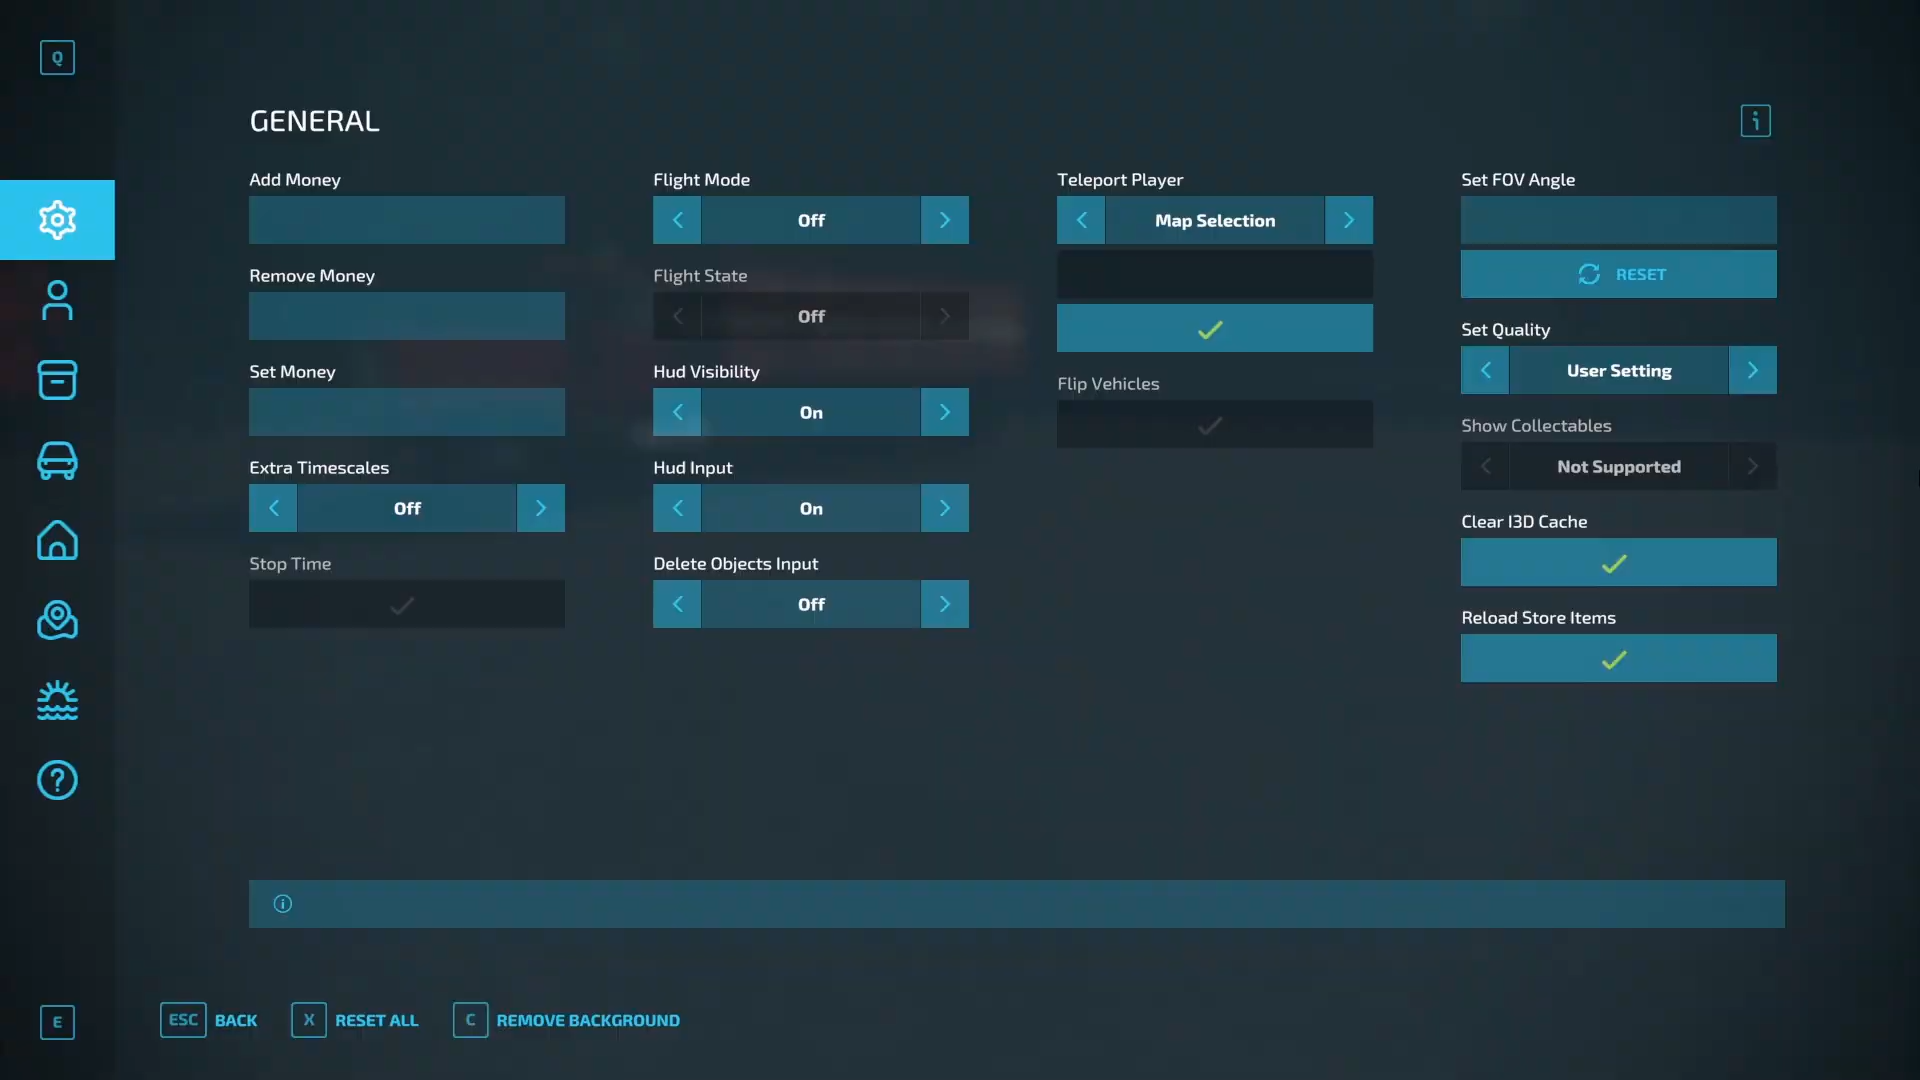 Q
GENERAL
Add Money
Remove Money
Set Money
Extra Timescales
Off
Stop Time
Flight Mode
Off
Flight State
Off
Hud Visibility
On
Hud Input
On
Delete Objects Input
Off
Teleport Player
Map Selection
Flip Vehicles
Set FOV Angle
RESET
Set Quality
User Setting
Show Collectables
Not Supported
Clear I3D Cache
Reload Store Items
E
ESC BACK X RESET ALL C REMOVE BACKGROUND